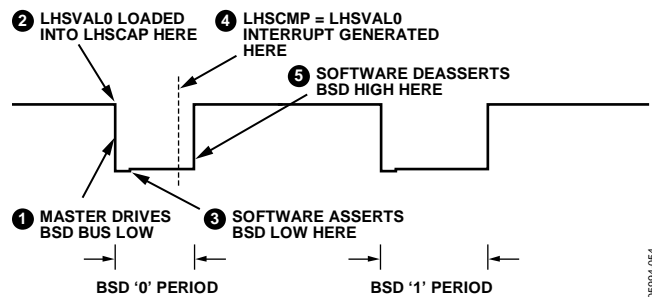 2 LHSVAL0 LOADED
INTO LHSCAP HERE
4 LHSCMP = LHSVAL0
INTERRUPT GENERATED
HERE
5 SOFTWARE DEASSERTS
BSD HIGH HERE
1 MASTER DRIVES
BSD BUS LOW
3 SOFTWARE ASSERTS
BSD LOW HERE
BSD ‘0’ PERIOD
BSD ‘1’ PERIOD